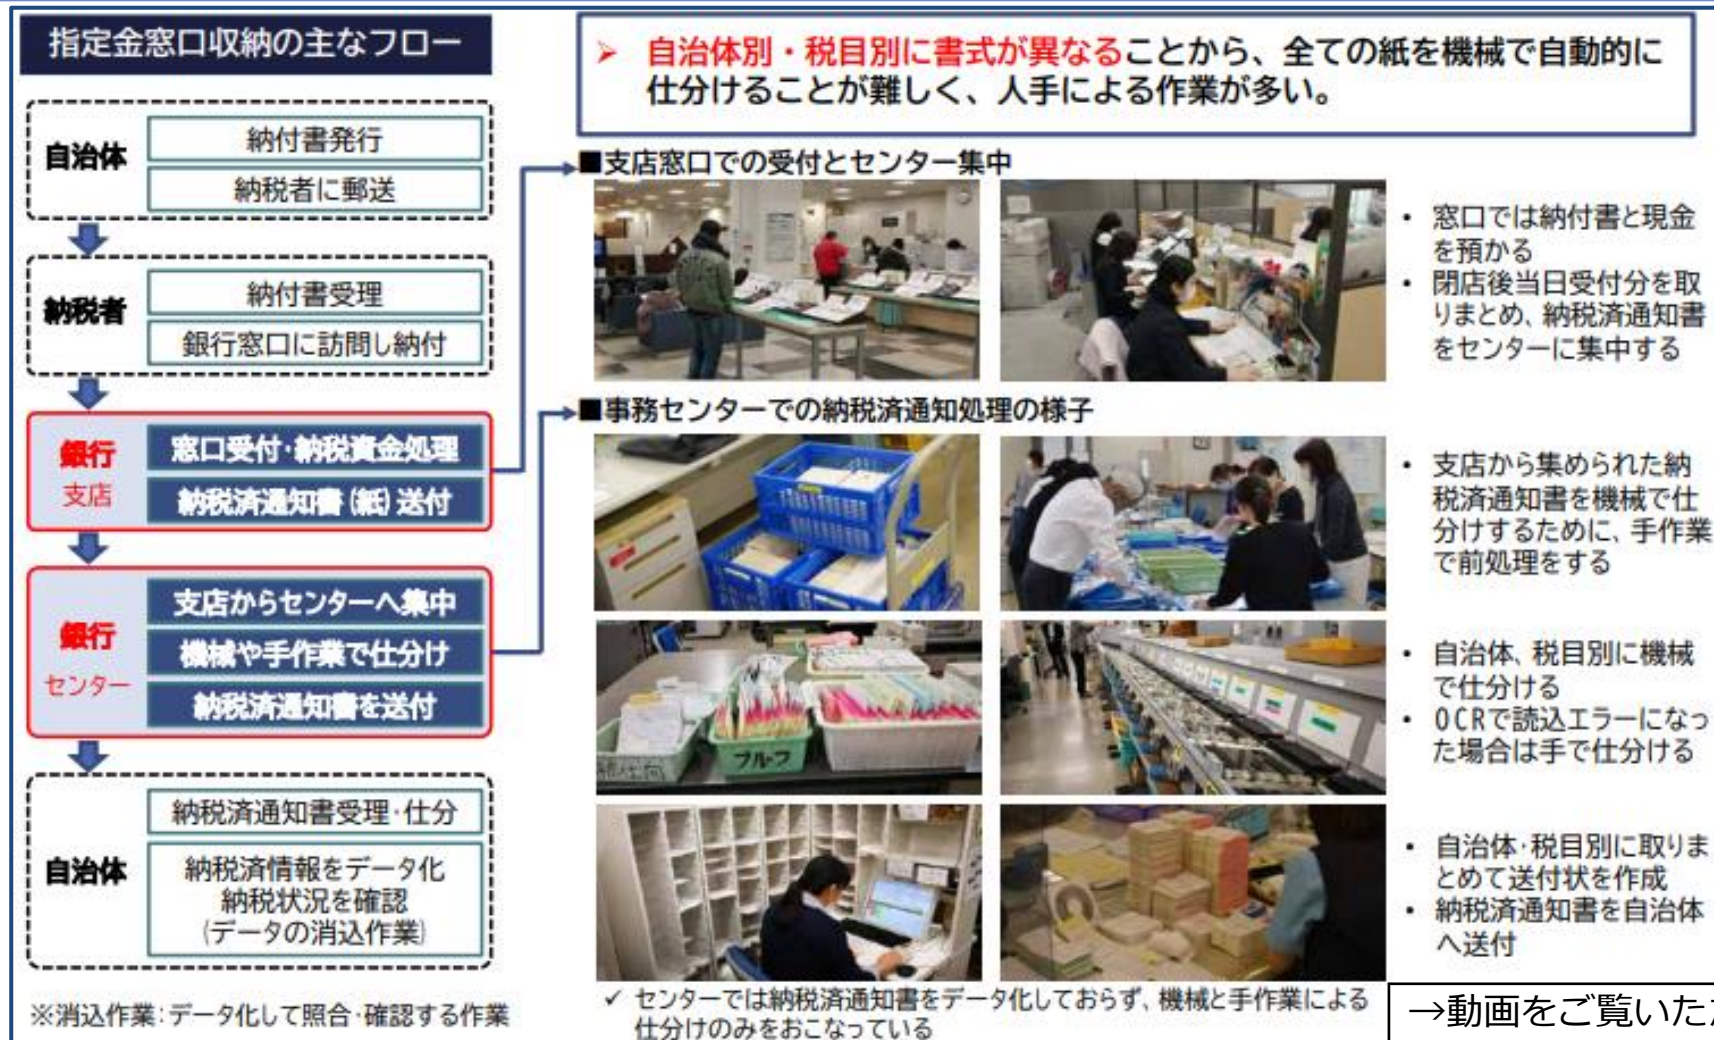 指定金窓口収納の主なフロー
自治体
納付書発行
納税者に郵送
納税者
納付書受理
銀行窓口に訪問し納付
銀行
支店
窓口受付・納税資金処理
納税済通知書(紙)送付
銀行
センター
支店からセンターへ集中
機械や手作業で仕分け
納税済通知書を送付
自治体
納税済通知書受理・仕分
納税済情報をデータ化
納税状況を確認
(データの消込作業)
※消込作業:データ化して照合・確認する作業
➢ 自治体別・税目別に書式が異なることから、全ての紙を機械で自動的に
仕分けることが難しく、人手による作業が多い。
■支店窓口での受付とセンター集中
• 窓口では納付書と現金
を預かる
• 閉店後当日受付分を取
りまとめ、納税済通知書
をセンターに集中する
■事務センターでの納税済通知処理の様子
• 支店から集められた納
税済通知書を機械で仕
分けするために、手作業
で前処理をする
プルーフ
• 自治体、税目別に機械
で仕分ける
• OCRで読込エラーになっ
た場合は手で仕分ける
• 自治体・税目別に取りま
とめて送付状を作成
• 納税済通知書を自治体
へ送付
✓ センターでは納税済通知書をデータ化しておらず、機械と手作業による
仕分けのみをおこなっている
→動画をご覧いた